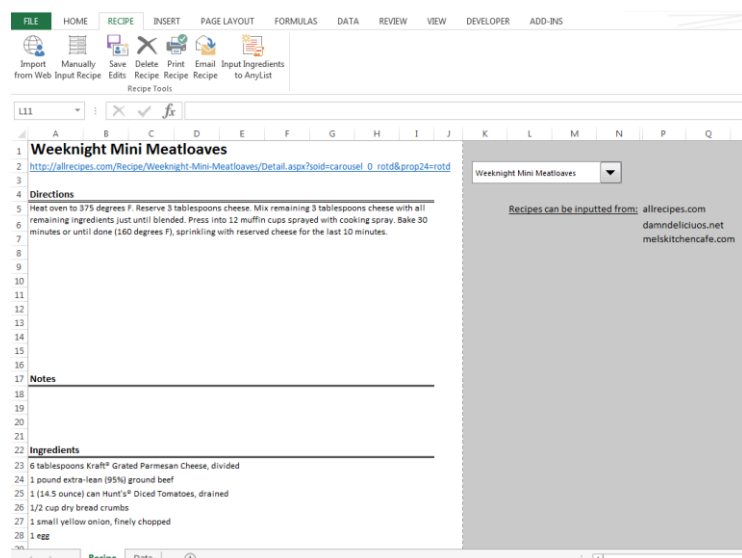 FILE HOME RECIPE INSERT PAGE LAYOUT FORMULAS DATA REVIEW VIEW DEVELOPER ADD-INS
Import from Web
Manually Input Recipe
Save Edits
Delete Recipe
Print Recipe
Email Recipe
Input Ingredients to AnyList
Recipe Tools
L11
fx
A B C D E F G H I J K L M N P Q
1 Weeknight Mini Meatloaves
2 http://allrecipes.com/Recipe/Weeknight-Mini-Meatloaves/Detail.aspx?soid=carousel_0_rotd&prop24=rotd
3 Weeknight Mini Meatloaves
4 Directions
5 Heat oven to 375 degrees F. Reserve 3 tablespoons cheese. Mix remaining 3 tablespoons cheese with all
6 remaining ingredients just until blended. Press into 12 muffin cups sprayed with cooking spray. Bake 30
7 minutes or until done (160 degrees F), sprinkling with reserved cheese for the last 10 minutes.
Recipes can be inputted from: allrecipes.com
damndeliciuos.net
melskitchencafe.com
8
9
10
11
12
13
14
15
16
17 Notes
18
19
20
21
22 Ingredients
23 6 tablespoons Kraft® Grated Parmesan Cheese, divided
24 1 pound extra-lean (95%) ground beef
25 1 (14.5 ounce) can Hunt's® Diced Tomatoes, drained
26 1/2 cup dry bread crumbs
27 1 small yellow onion, finely chopped
28 1 egg
Recipe Data